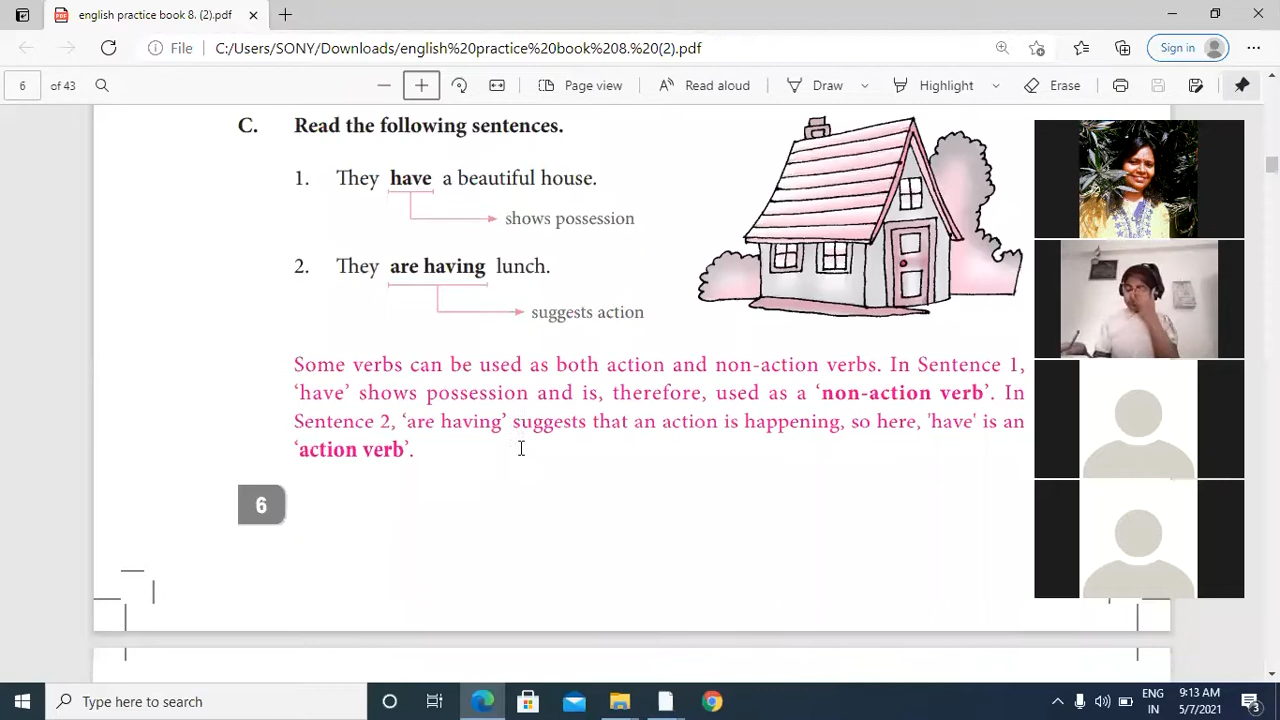 english practice book 8. (2).pdf
File C:/Users/SONY/Downloads/english%20practice%20book%208.%20(2).pdf
Sign in
6 of 43
Page view
Read aloud
Draw
Highlight
Erase
C. Read the following sentences.
1. They have a beautiful house.
shows possession
2. They are having lunch.
suggests action
Some verbs can be used as both action and non-action verbs. In Sentence 1,
‘have’ shows possession and is, therefore, used as a ‘non-action verb’. In
Sentence 2, ‘are having’ suggests that an action is happening, so here, 'have' is an
‘action verb’.
6
Type here to search
ENG
IN
9:13 AM
5/7/2021
3